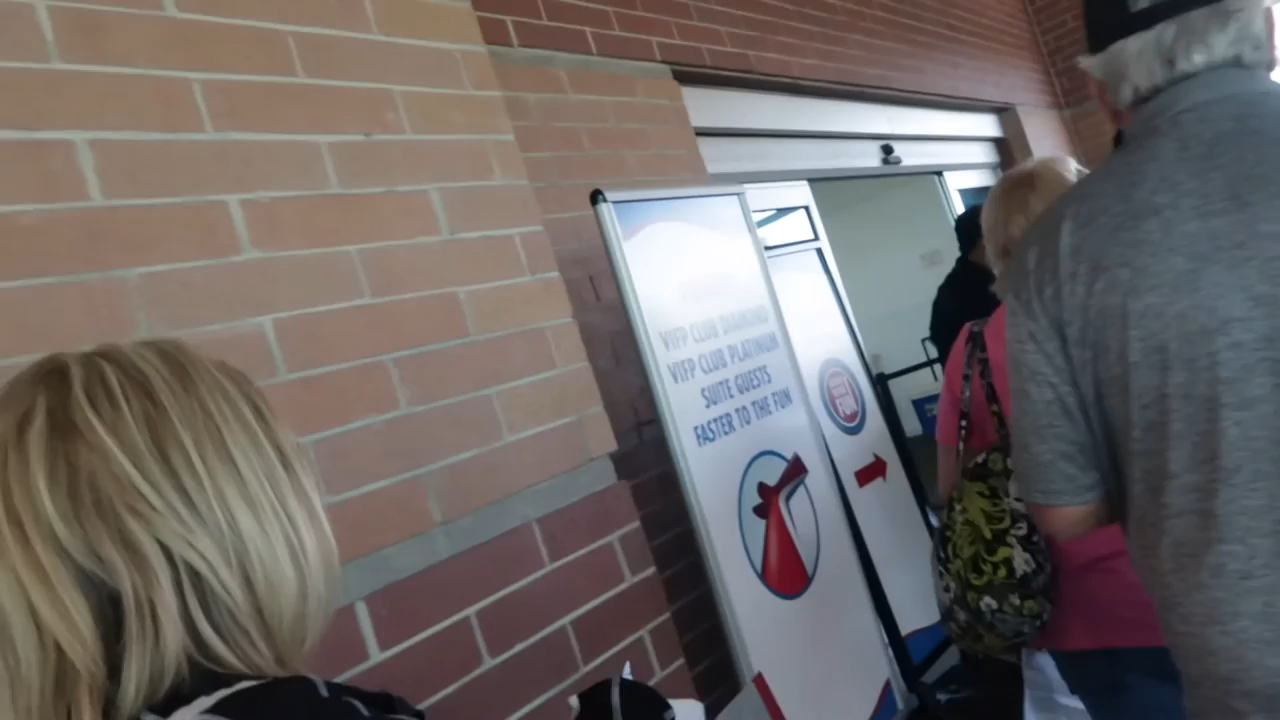 VIFP CLUB DIAMOND
VIFP CLUB PLATINUM
SUITE GUESTS
FASTER TO THE FUN